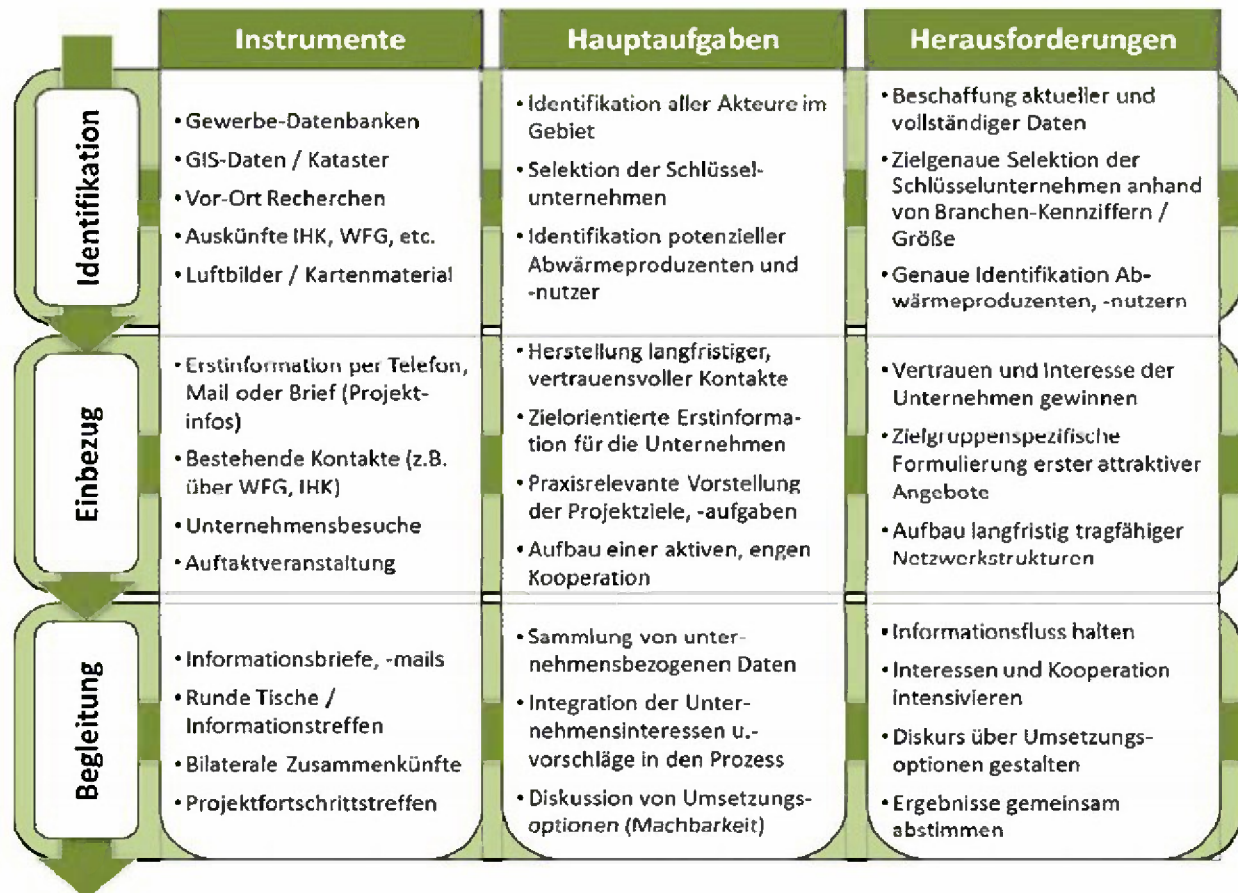 Instrumente
Hauptaufgaben
Herausforderungen
Identifikation
• Gewerbe-Datenbanken
• GIS-Daten / Kataster
• Vor-Ort Recherchen
• Auskünfte IHK, WFG, etc.
• Luftbilder / Kartenmaterial
• Identifikation aller Akteure im
Gebiet
• Selektion der Schlüssel-
unternehmen
• Identifikation potenzieller
Abwärmeproduzenten und
-nutzer
• Beschaffung aktueller und
vollständiger Daten
• Zielgenaue Selektion der
Schlüsselunternehmen anhand
von Branchen-Kennziffern /
Größe
• Genaue Identifikation Ab-
wärmeproduzenten, -nutzern
Einbezug
• Erstinformation per Telefon,
Mail oder Brief (Projekt-
infos)
• Bestehende Kontakte (z.B.
über WFG, IHK)
• Unternehmensbesuche
• Auftaktveranstaltung
• Herstellung langfristiger,
vertrauensvoller Kontakte
• Zielorientierte Erstinforma-
tion für die Unternehmen
• Praxisrelevante Vorstellung
der Projektziele, -aufgaben
• Aufbau einer aktiven, engen
Kooperation
• Vertrauen und Interesse der
Unternehmen gewinnen
• Zielgruppenspezifische
Formulierung erster attraktiver
Angebote
• Aufbau langfristig tragfähiger
Netzwerkstrukturen
Begleitung
• Informationsbriefe, -mails
• Runde Tische /
Informationstreffen
• Bilaterale Zusammenkünfte
• Projektfortschrittstreffen
• Sammlung von unter-
nehmensbezogenen Daten
• Integration der Unter-
nehmensinteressen u.-
vorschläge in den Prozess
• Diskussion von Umsetzungs-
optionen (Machbarkeit)
• Informationsfluss halten
• Interessen und Kooperation
intensivieren
• Diskurs über Umsetzungs-
optionen gestalten
• Ergebnisse gemeinsam
abstimmen